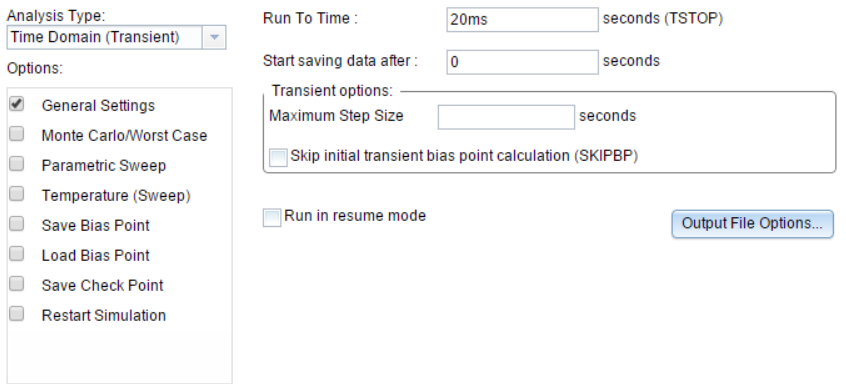 Analysis Type:
Time Domain (Transient)
Options:
General Settings
Monte Carlo/Worst Case
Parametric Sweep
Temperature (Sweep)
Save Bias Point
Load Bias Point
Save Check Point
Restart Simulation
Run To Time : 20ms seconds (TSTOP)
Start saving data after : 0 seconds
Transient options:
Maximum Step Size seconds
Skip initial transient bias point calculation (SKIPBP)
Run in resume mode
Output File Options...